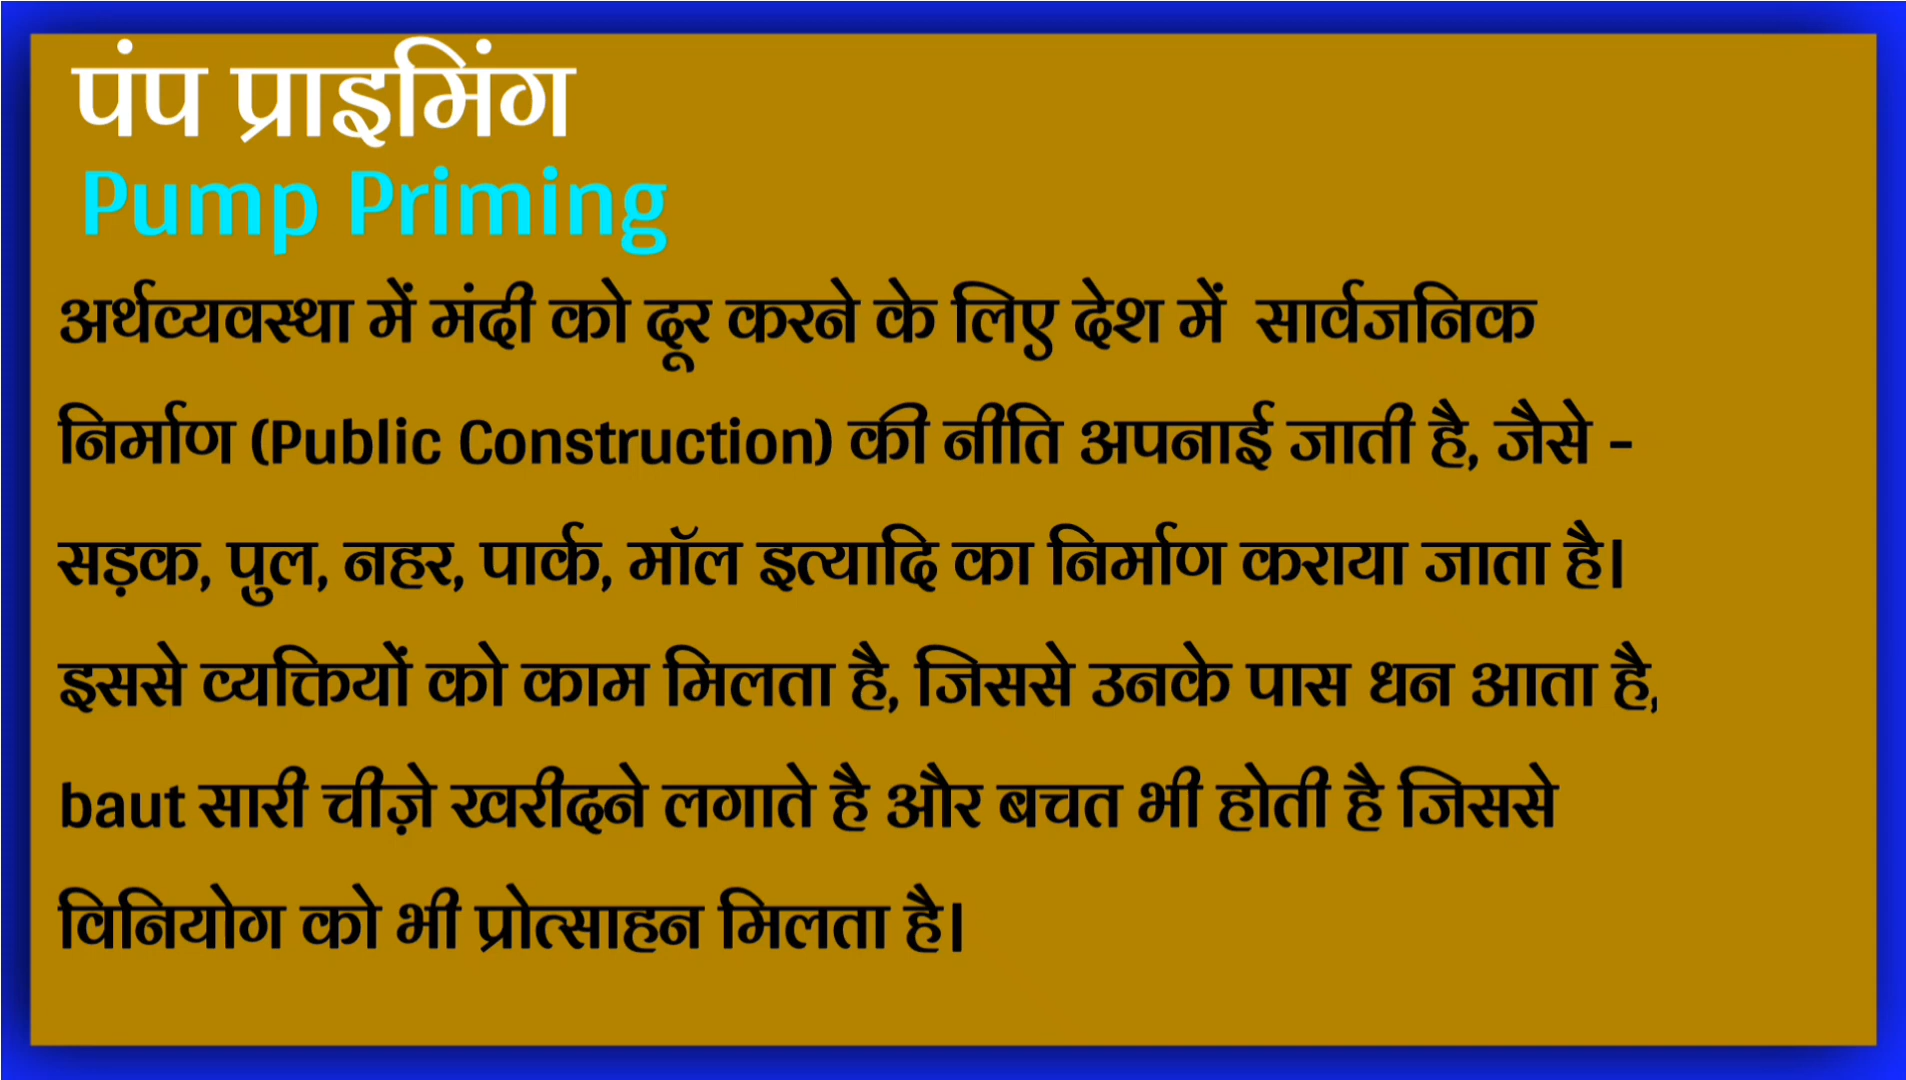 पंप प्राइमिंग
Pump Priming
अर्थव्यवस्था में मंदी को दूर करने के लिए देश में सार्वजनिक
निर्माण (Public Construction) की नीति अपनाई जाती है, जैसे -
सड़क, पुल, नहर, पार्क, मॉल इत्यादि का निर्माण कराया जाता है।
इससे व्यक्तियों को काम मिलता है, जिससे उनके पास धन आता है,
baut सारी चीज़े खरीदने लगाते है और बचत भी होती है जिससे
विनियोग को भी प्रोत्साहन मिलता है।